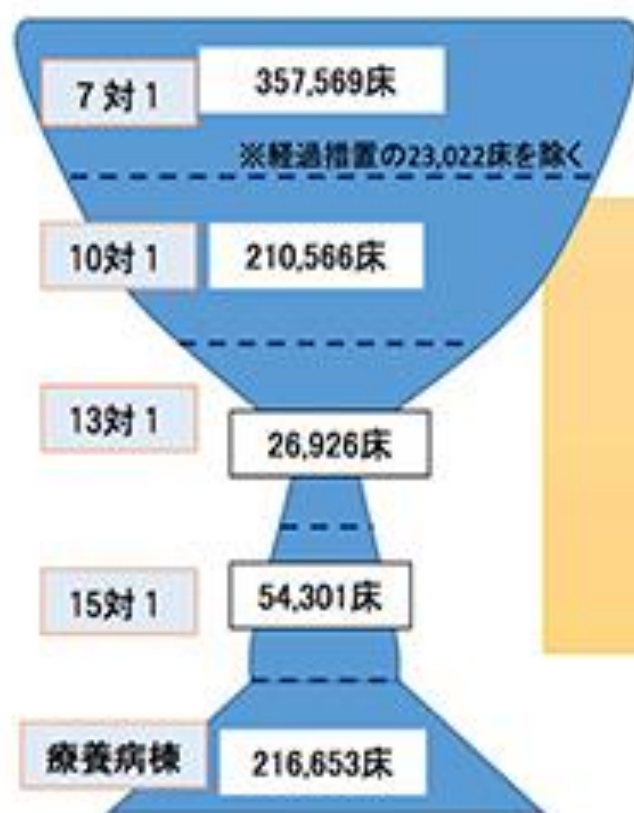 7対1
357,569床
※経過措置の23,022床を除く
10対1
210,566床
13対1
26,926床
15対1
54,301床
療養病棟
216,653床